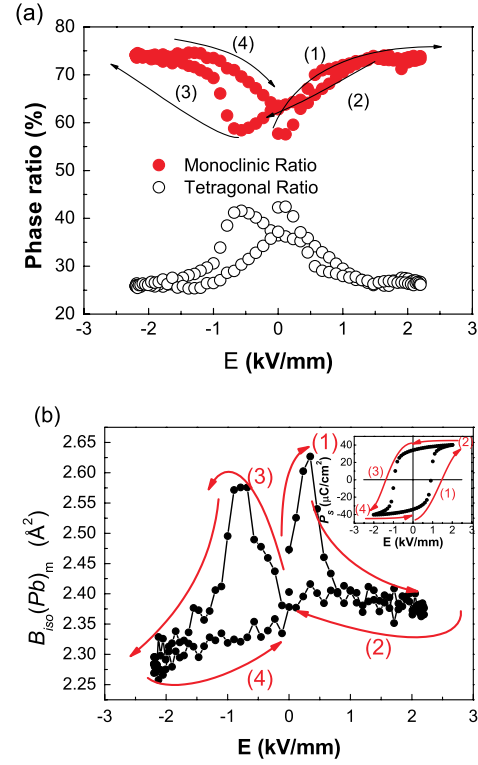 (a)
80
70
60
50
40
30
20
Phase ratio (%)
(4)
(1)
(3)
(2)
Monoclinic Ratio
Tetragonal Ratio
-3 -2 -1 0 1 2 3
E (kV/mm)
(b)
2.65
2.60
2.55
2.50
2.45
2.40
2.35
2.30
2.25
B_iso(Pb)_m (Å²)
(1)
(3)
(2)
(4)
-3 -2 -1 0 1 2 3
E (kV/mm)
40
20
0
-20
-40
P_S (μC/cm²)
(2)
(3)
(1)
(4)
-3 -2 -1 0 1 2 3
E (kV/mm)